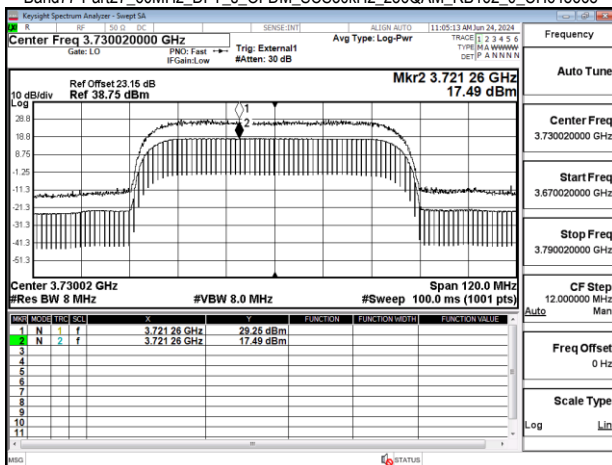 Keysight Spectrum Analyzer - Swept SA
R RF 50 Ω DC SENSE:INT ALIGN AUTO 11:05:13 AM Jun 24, 2024
Center Freq 3.730020000 GHz Avg Type: Log-Pwr TRACE 1 2 3 4 5 6
Gate: LO PNO: Fast Trig: External1 TYPE M A WWWW
IFGain:Low #Atten: 30 dB DET P A N N N N
Mkr2 3.721 26 GHz
Ref Offset 23.15 dB
10 dB/div Ref 38.75 dBm 17.49 dBm
Log
28.8
18.8
8.75
-1.25
-11.3
-21.3
-31.3
-41.3
-51.3
1
2
Center 3.73002 GHz Span 120.0 MHz
#Res BW 8 MHz #VBW 8.0 MHz #Sweep 100.0 ms (1001 pts)
MKR MODE TRC SCL X Y FUNCTION FUNCTION WIDTH FUNCTION VALUE
1 N 1 f 3.721 26 GHz 29.25 dBm
2 N 2 f 3.721 26 GHz 17.49 dBm
3
4
5
6
7
8
9
10
11
MSG STATUS
Frequency
Auto Tune
Center Freq
3.730020000 GHz
Start Freq
3.670020000 GHz
Stop Freq
3.790020000 GHz
CF Step
12.000000 MHz
Auto Man
Freq Offset
0 Hz
Scale Type
Log Lin